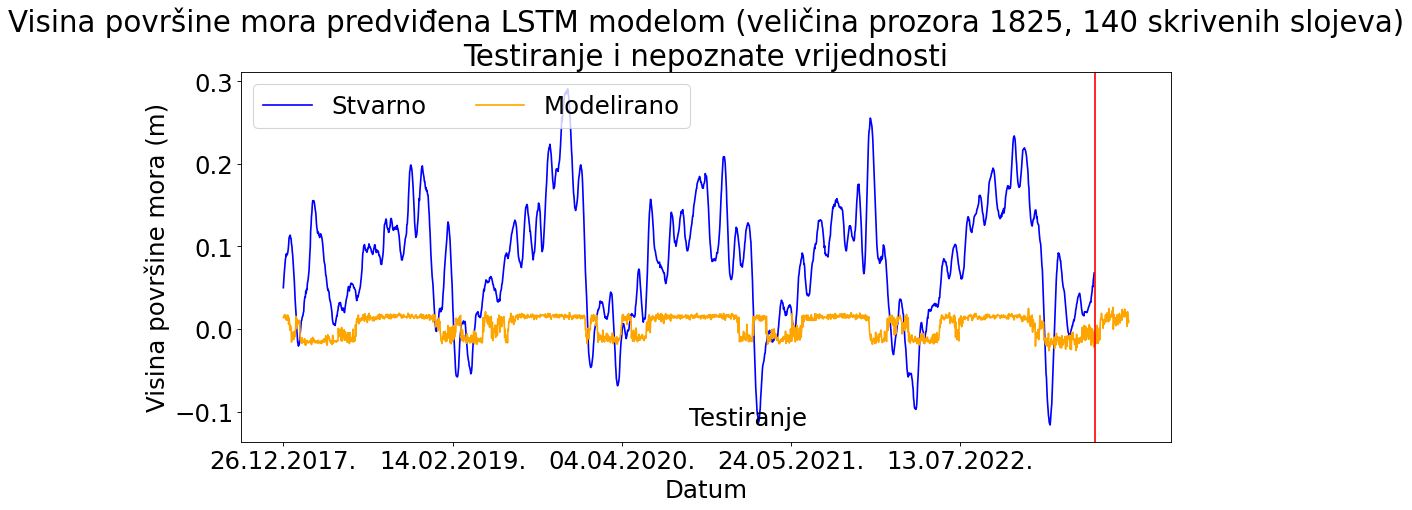 Visina površine mora predviđena LSTM modelom (veličina prozora 1825, 140 skrivenih slojeva)
Testiranje i nepoznate vrijednosti
Stvarno
Modelirano
Visina površine mora (m)
0.3
0.2
0.1
0.0
−0.1
Testiranje
26.12.2017.
14.02.2019.
04.04.2020.
24.05.2021.
13.07.2022.
Datum